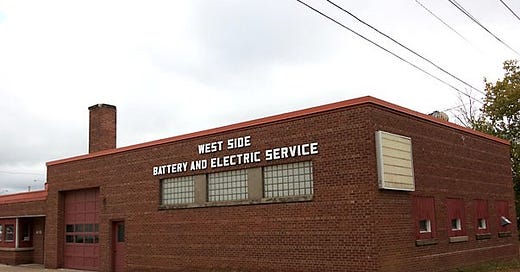 WEST SIDE
BATTERY AND ELECTRIC SERVICE